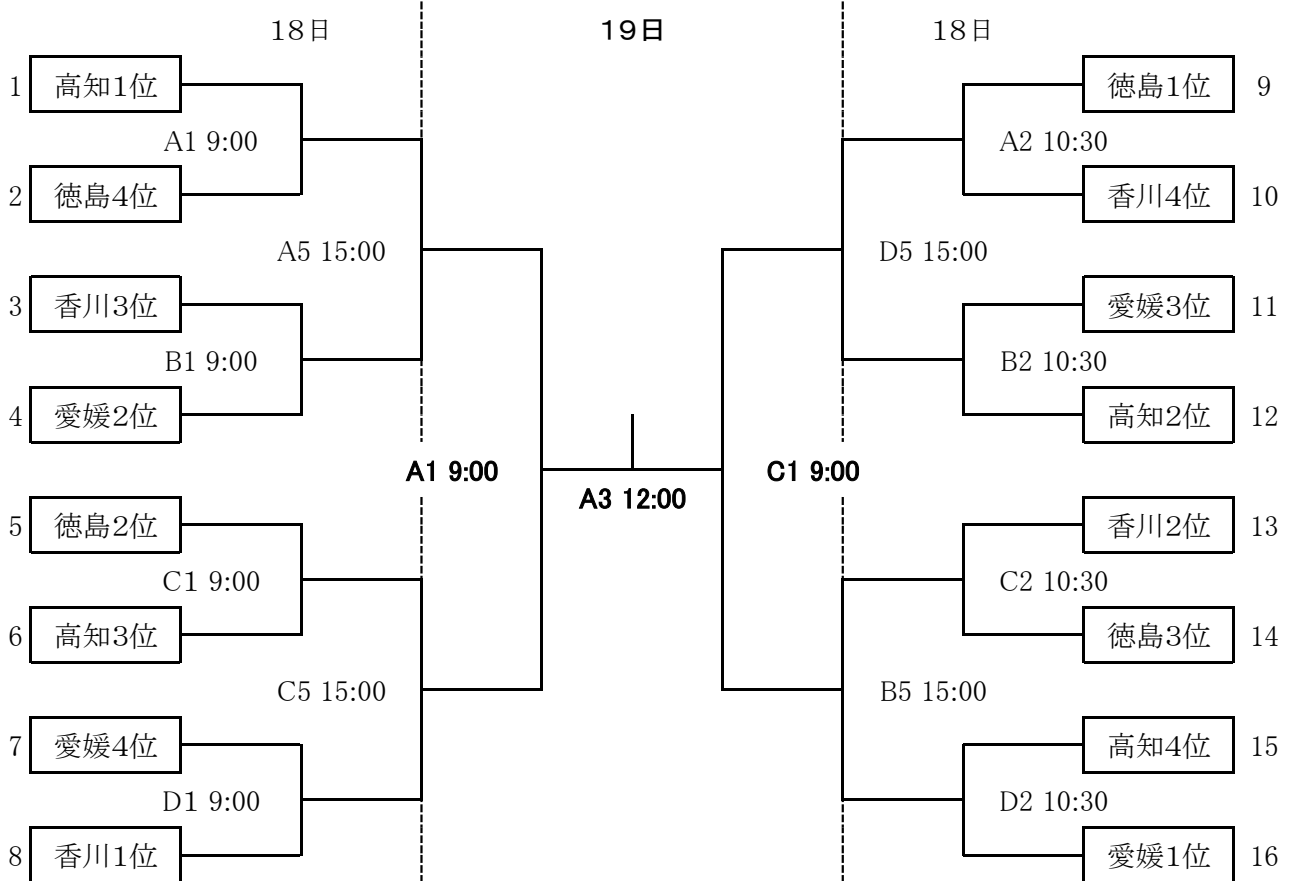 18日 19日 18日
1 高知1位 徳島1位 9
A1 9:00 A2 10:30
2 徳島4位 香川4位 10
A5 15:00 D5 15:00
3 香川3位 愛媛3位 11
B1 9:00 B2 10:30
4 愛媛2位 高知2位 12
A1 9:00 C1 9:00
A3 12:00
5 徳島2位 香川2位 13
C1 9:00 C2 10:30
6 高知3位 徳島3位 14
C5 15:00 B5 15:00
7 愛媛4位 高知4位 15
D1 9:00 D2 10:30
8 香川1位 愛媛1位 16